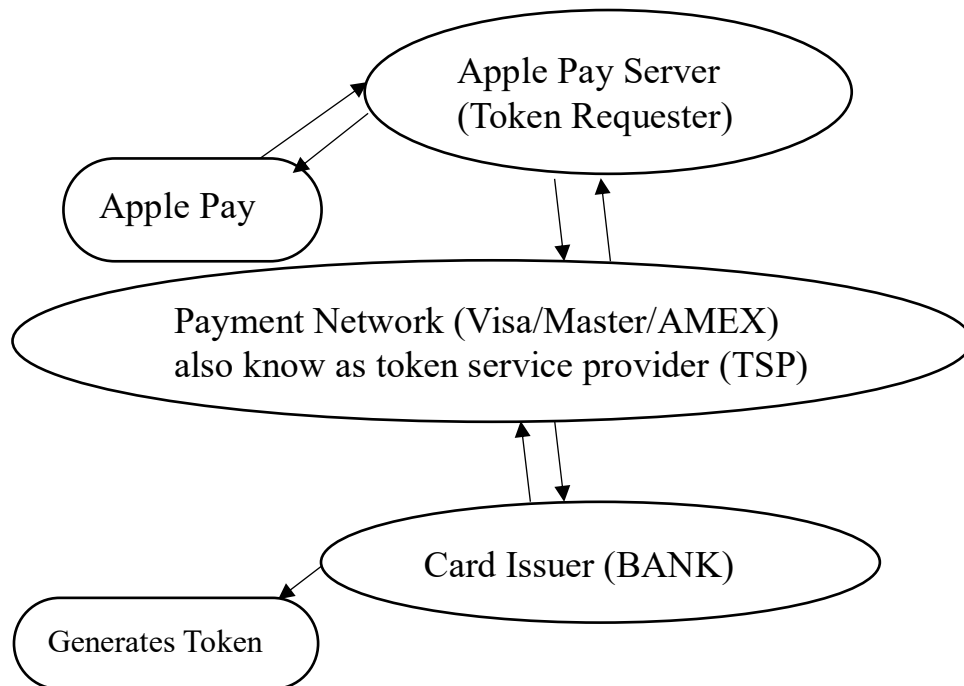 Apple Pay Server
(Token Requester)
Apple Pay
Payment Network (Visa/Master/AMEX)
also know as token service provider (TSP)
Card Issuer (BANK)
Generates Token